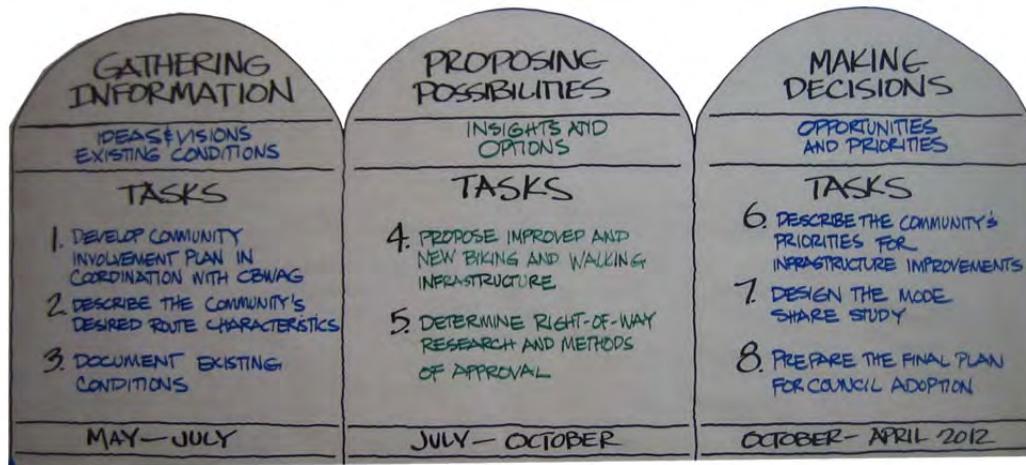 GATHERING
INFORMATION
IDEAS & VISIONS
EXISTING CONDITIONS
TASKS
1. DEVELOP COMMUNITY
INVOLVEMENT PLAN IN
COORDINATION WITH CBWAG
2. DESCRIBE THE COMMUNITY'S
DESIRED ROUTE CHARACTERISTICS
3. DOCUMENT EXISTING
CONDITIONS
MAY — JULY
PROPOSING
POSSIBILITIES
INSIGHTS AND
OPTIONS
TASKS
4. PROPOSE IMPROVED AND
NEW BIKING AND WALKING
INFRASTRUCTURE
5. DETERMINE RIGHT-OF-WAY
RESEARCH AND METHODS
OF APPROVAL
JULY — OCTOBER
MAKING
DECISIONS
OPPORTUNITIES
AND PRIORITIES
TASKS
6. DESCRIBE THE COMMUNITY'S
PRIORITIES FOR
INFRASTRUCTURE IMPROVEMENTS
7. DESIGN THE MODE
SHARE STUDY
8. PREPARE THE FINAL PLAN
FOR COUNCIL ADOPTION
OCTOBER — APRIL 2012